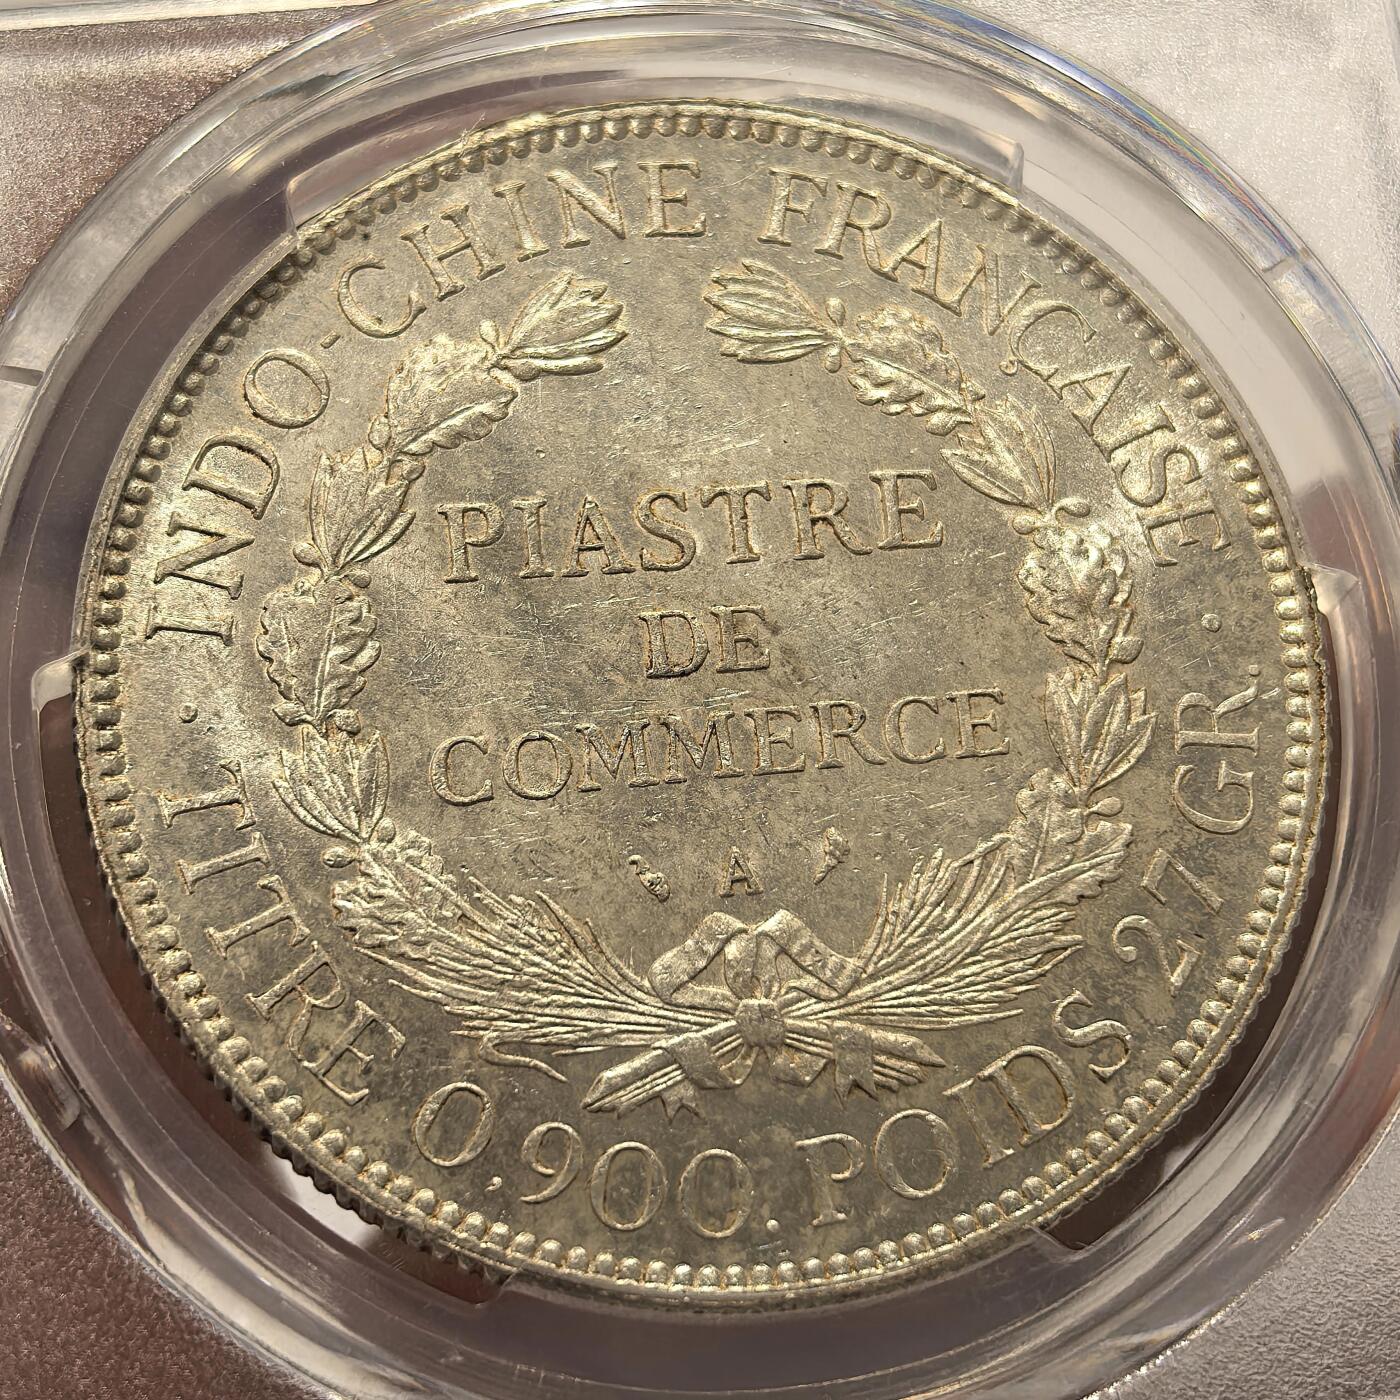 INDO-CHINE FRANÇAISE
PIASTRE
DE
COMMERCE
A
· TITRE 0,900. POIDS 27 GR. ·